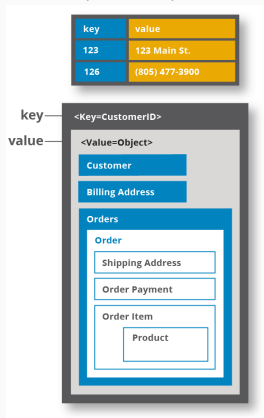 key value
123 123 Main St.
126 (805) 477-3900
key <Key=CustomerID>
value <Value=Object>
Customer
Billing Address
Orders
Order
Shipping Address
Order Payment
Order Item
Product